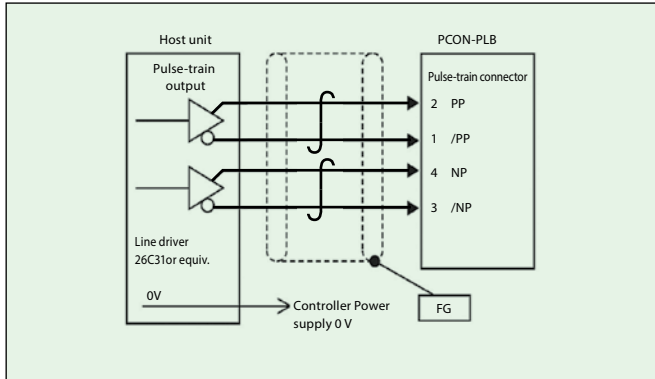 Host unit
PCON-PLB
Pulse-train
output
Pulse-train connector
2 PP
1 /PP
4 NP
3 /NP
Line driver
26C31or equiv.
0V
Controller Power
supply 0 V
FG